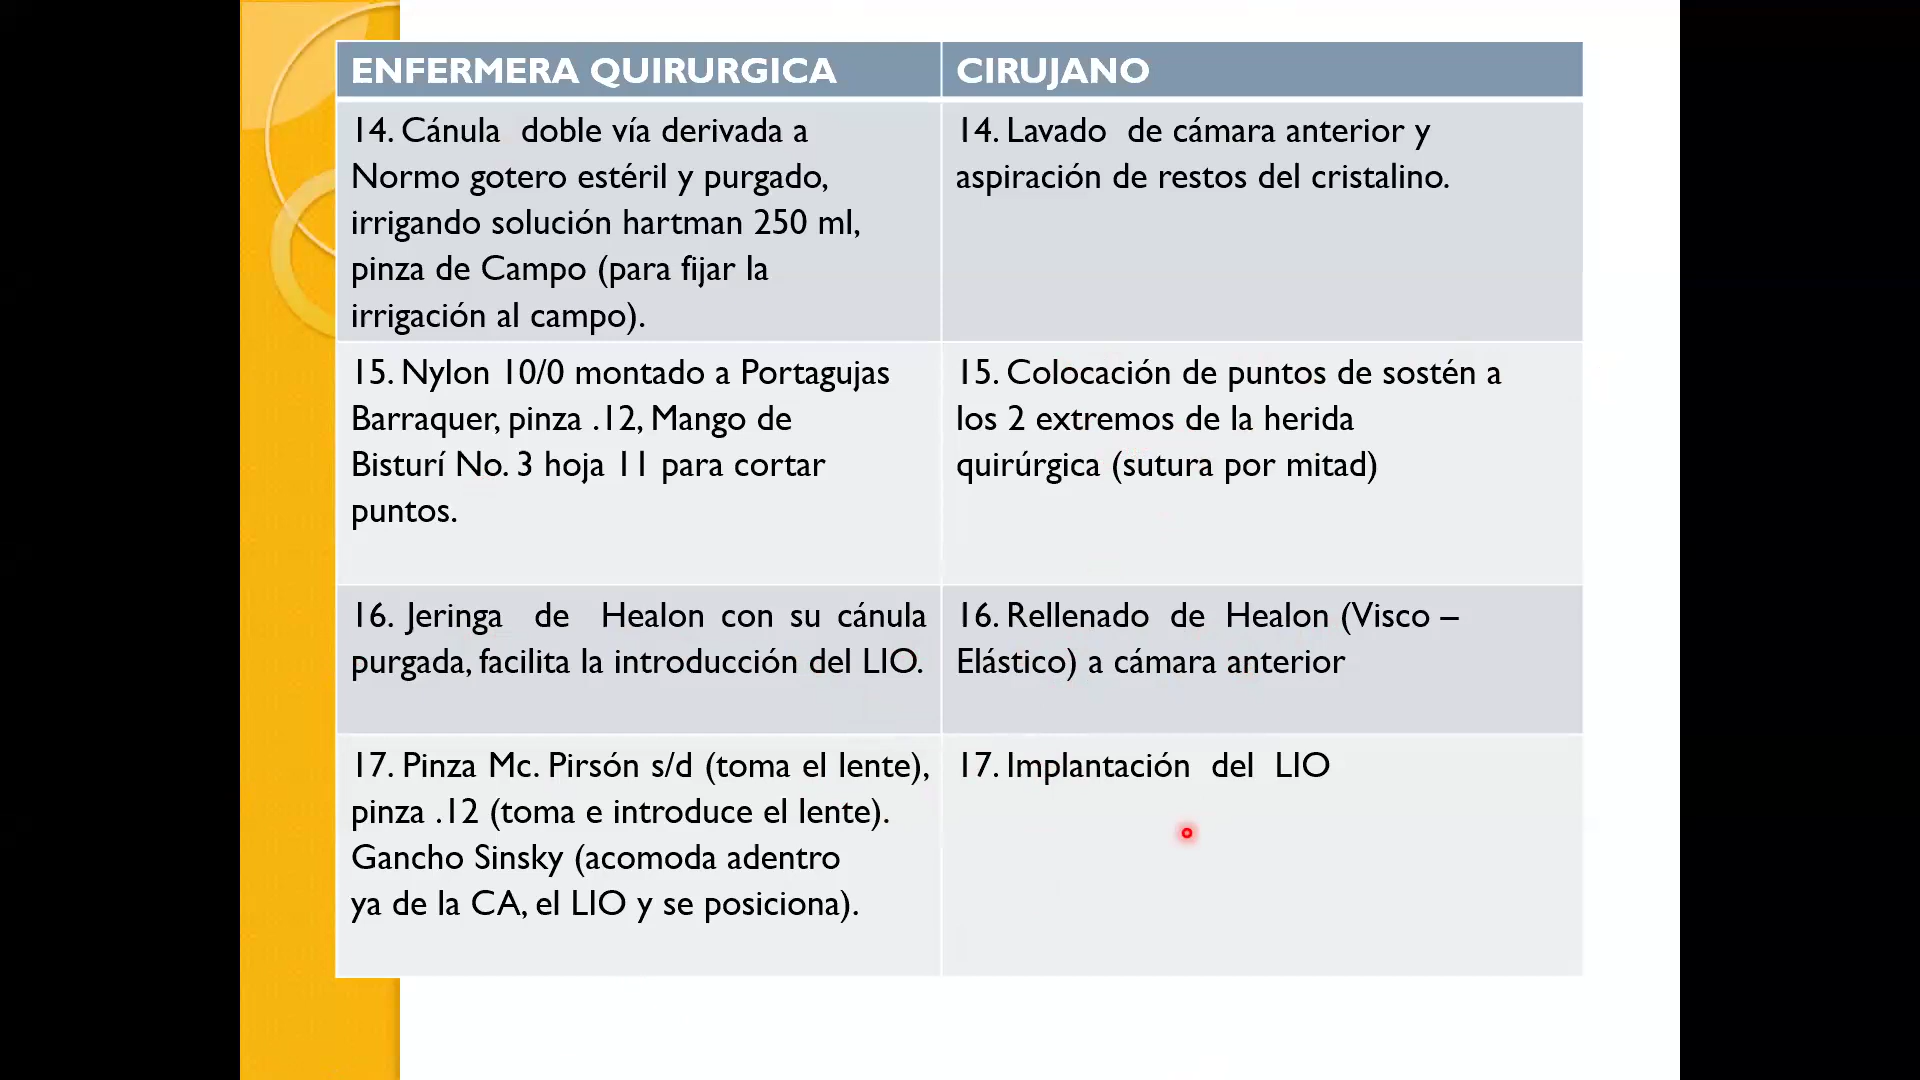 ENFERMERA QUIRURGICA
CIRUJANO
14. Cánula doble vía derivada a
Normo gotero estéril y purgado,
irrigando solución hartman 250 ml,
pinza de Campo (para fijar la
irrigación al campo).
14. Lavado de cámara anterior y
aspiración de restos del cristalino.
15. Nylon 10/0 montado a Portagujas
Barraquer, pinza .12, Mango de
Bisturí No. 3 hoja 11 para cortar
puntos.
15. Colocación de puntos de sostén a
los 2 extremos de la herida
quirúrgica (sutura por mitad)
16. Jeringa de Healon con su cánula
purgada, facilita la introducción del LIO.
16. Rellenado de Healon (Visco –
Elástico) a cámara anterior
17. Pinza Mc. Pirsón s/d (toma el lente),
pinza .12 (toma e introduce el lente).
Gancho Sinsky (acomoda adentro
ya de la CA, el LIO y se posiciona).
17. Implantación del LIO